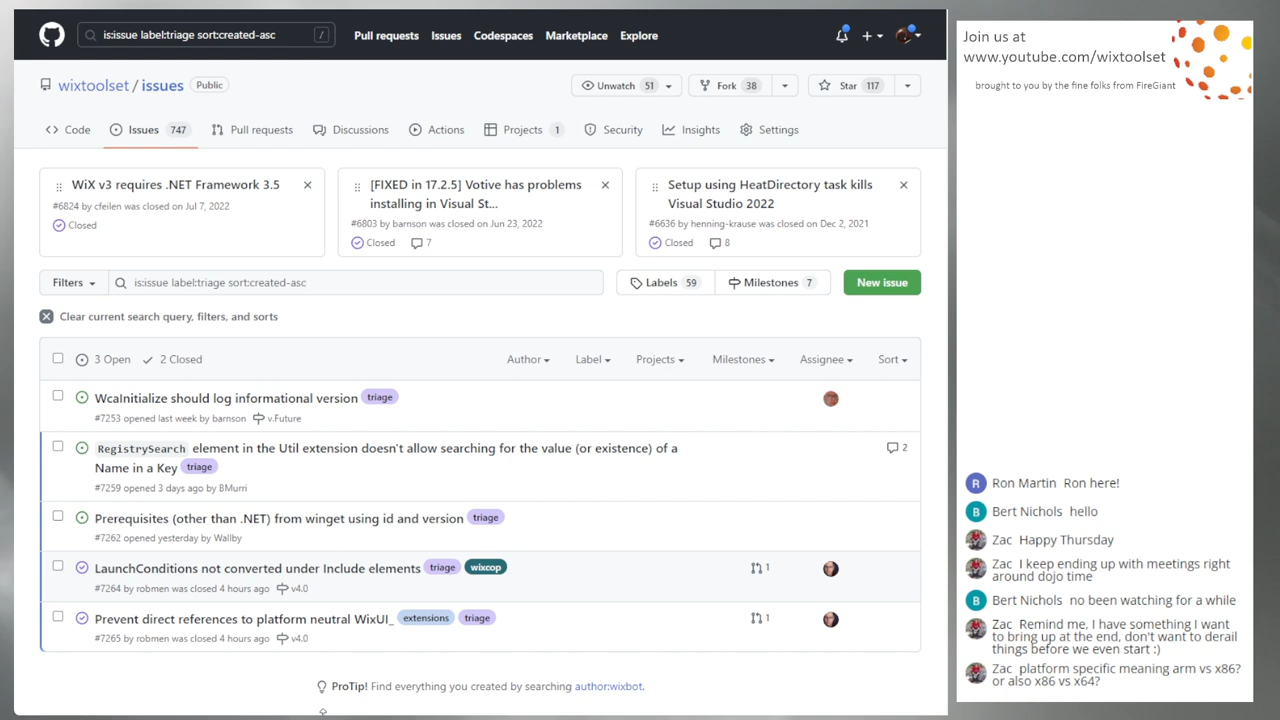 is:issue label:triage sort:created-asc
/
Pull requests Issues Codespaces Marketplace Explore
wixtoolset / issues Public
Unwatch 51
Fork 38
Star 117
Code
Issues 747
Pull requests
Discussions
Actions
Projects 1
Security
Insights
Settings
WiX v3 requires .NET Framework 3.5
#6824 by cfeilen was closed on Jul 7, 2022
Closed
[FIXED in 17.2.5] Votive has problems
installing in Visual St...
#6803 by barnson was closed on Jun 23, 2022
Closed 7
Setup using HeatDirectory task kills
Visual Studio 2022
#6636 by henning-krause was closed on Dec 2, 2021
Closed 8
Filters
is:issue label:triage sort:created-asc
Labels 59
Milestones 7
New issue
Clear current search query, filters, and sorts
3 Open 2 Closed
Author Label Projects Milestones Assignee Sort
WcaInitialize should log informational version triage
#7253 opened last week by barnson v.Future
RegistrySearch element in the Util extension doesn't allow searching for the value (or existence) of a
Name in a Key triage
2
#7259 opened 3 days ago by BMurri
Prerequisites (other than .NET) from winget using id and version triage
#7262 opened yesterday by Wallby
LaunchConditions not converted under Include elements triage wixcop
1
#7264 by robmen was closed 4 hours ago v4.0
Prevent direct references to platform neutral WixUI_ extensions triage
1
#7265 by robmen was closed 4 hours ago v4.0
ProTip! Find everything you created by searching author:wixbot.
Join us at
www.youtube.com/wixtoolset
brought to you by the fine folks from FireGiant
R Ron Martin Ron here!
B Bert Nichols hello
Zac Happy Thursday
Zac I keep ending up with meetings right
around dojo time
B Bert Nichols no been watching for a while
Zac Remind me, I have something I want
to bring up at the end, don't want to derail
things before we even start :)
Zac platform specific meaning arm vs x86?
or also x86 vs x64?